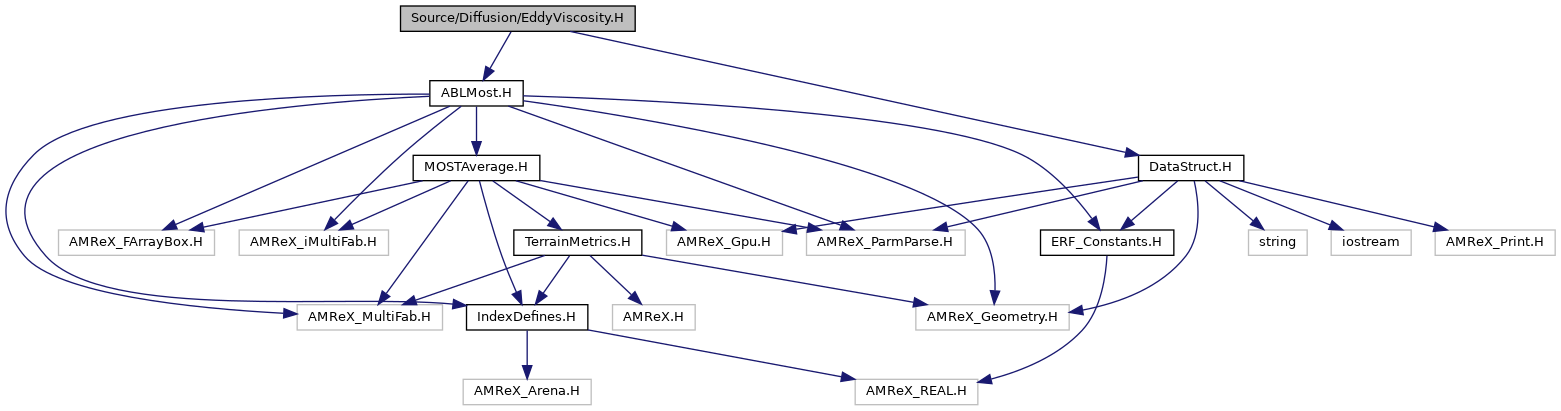 Source/Diffusion/EddyViscosity.H
ABLMost.H
MOSTAverage.H
DataStruct.H
AMReX_FArrayBox.H
AMReX_iMultiFab.H
TerrainMetrics.H
AMReX_Gpu.H
AMReX_ParmParse.H
ERF_Constants.H
string
iostream
AMReX_Print.H
AMReX_MultiFab.H
IndexDefines.H
AMReX.H
AMReX_Geometry.H
AMReX_Arena.H
AMReX_REAL.H